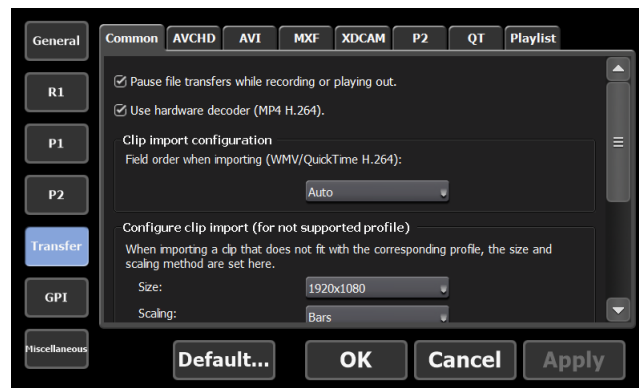 General
R1
P1
P2
Transfer
GPI
Miscellaneous
Common AVCHD AVI MXF XDCAM P2 QT Playlist
Pause file transfers while recording or playing out.
Use hardware decoder (MP4 H.264).
Clip import configuration
Field order when importing (WMV/QuickTime H.264):
Auto
Configure clip import (for not supported profile)
When importing a clip that does not fit with the corresponding profile, the size and
scaling method are set here.
Size: 1920x1080
Scaling: Bars
Default... OK Cancel Apply